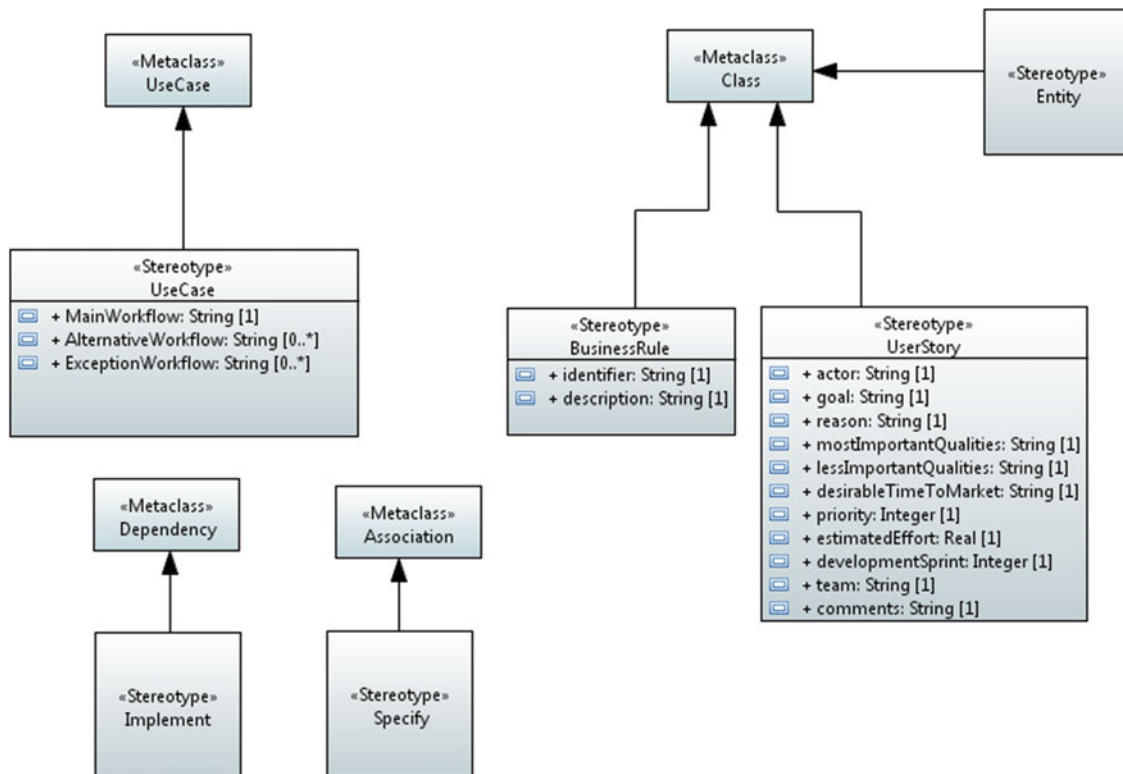 «Metaclass»
UseCase
«Stereotype»
UseCase
+ MainWorkflow: String [1]
+ AlternativeWorkflow: String [0..*]
+ ExceptionWorkflow: String [0..*]
«Metaclass»
Class
«Stereotype»
Entity
«Stereotype»
BusinessRule
+ identifier: String [1]
+ description: String [1]
«Stereotype»
UserStory
+ actor: String [1]
+ goal: String [1]
+ reason: String [1]
+ mostImportantQualities: String [1]
+ lessImportantQualities: String [1]
+ desirableTimeToMarket: String [1]
+ priority: Integer [1]
+ estimatedEffort: Real [1]
+ developmentSprint: Integer [1]
+ team: String [1]
+ comments: String [1]
«Metaclass»
Dependency
«Stereotype»
Implement
«Metaclass»
Association
«Stereotype»
Specify